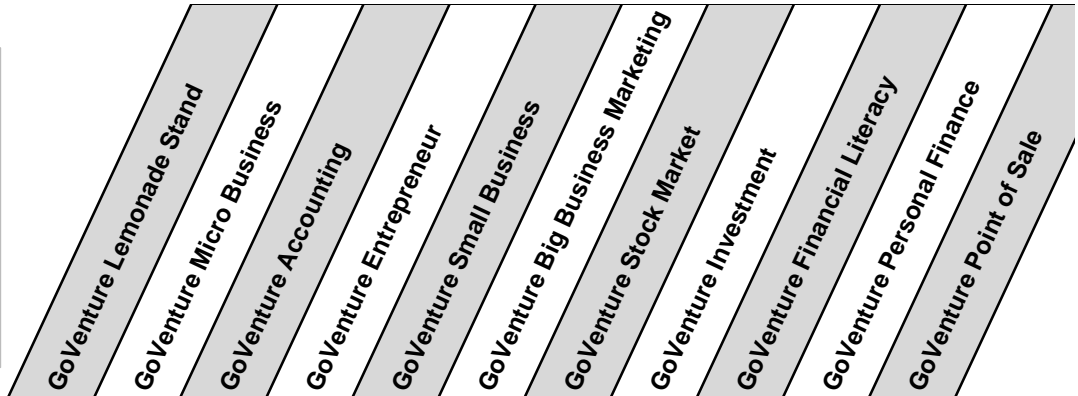 GoVenture Lemonade Stand
GoVenture Micro Business
GoVenture Accounting
GoVenture Entrepreneur
GoVenture Small Business
GoVenture Big Business Marketing
GoVenture Stock Market
GoVenture Investment
GoVenture Financial Literacy
GoVenture Personal Finance
GoVenture Point of Sale